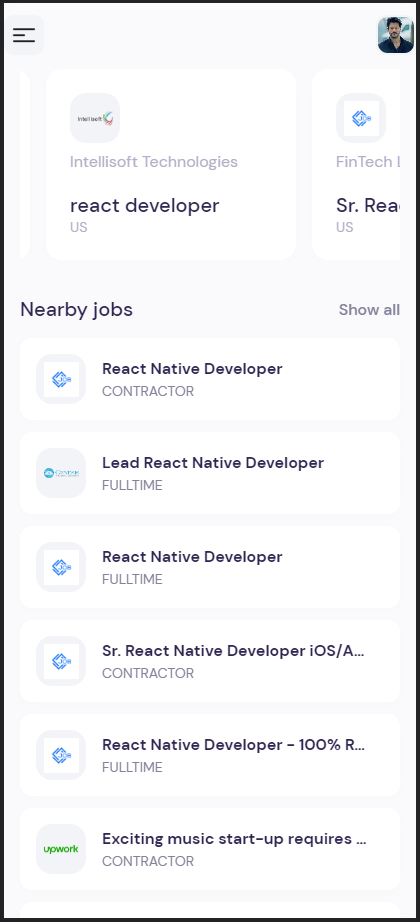 Intellisoft
Intellisoft Technologies
react developer
US
FinTech L
Sr. Reac
US
Nearby jobs
Show all
React Native Developer
CONTRACTOR
Lead React Native Developer
FULLTIME
React Native Developer
FULLTIME
Sr. React Native Developer iOS/A...
CONTRACTOR
React Native Developer - 100% R...
FULLTIME
upwork
Exciting music start-up requires ...
CONTRACTOR